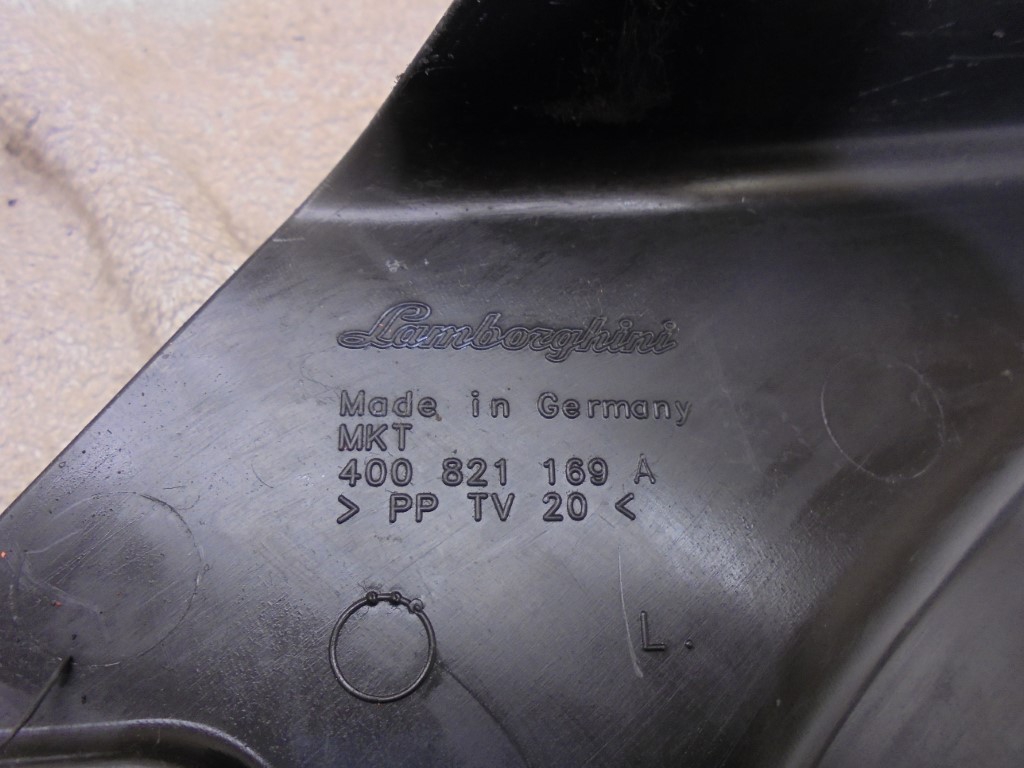 Lamborghini
Made in Germany
MKT
400 821 169 A
> PP TV 20 <
L.